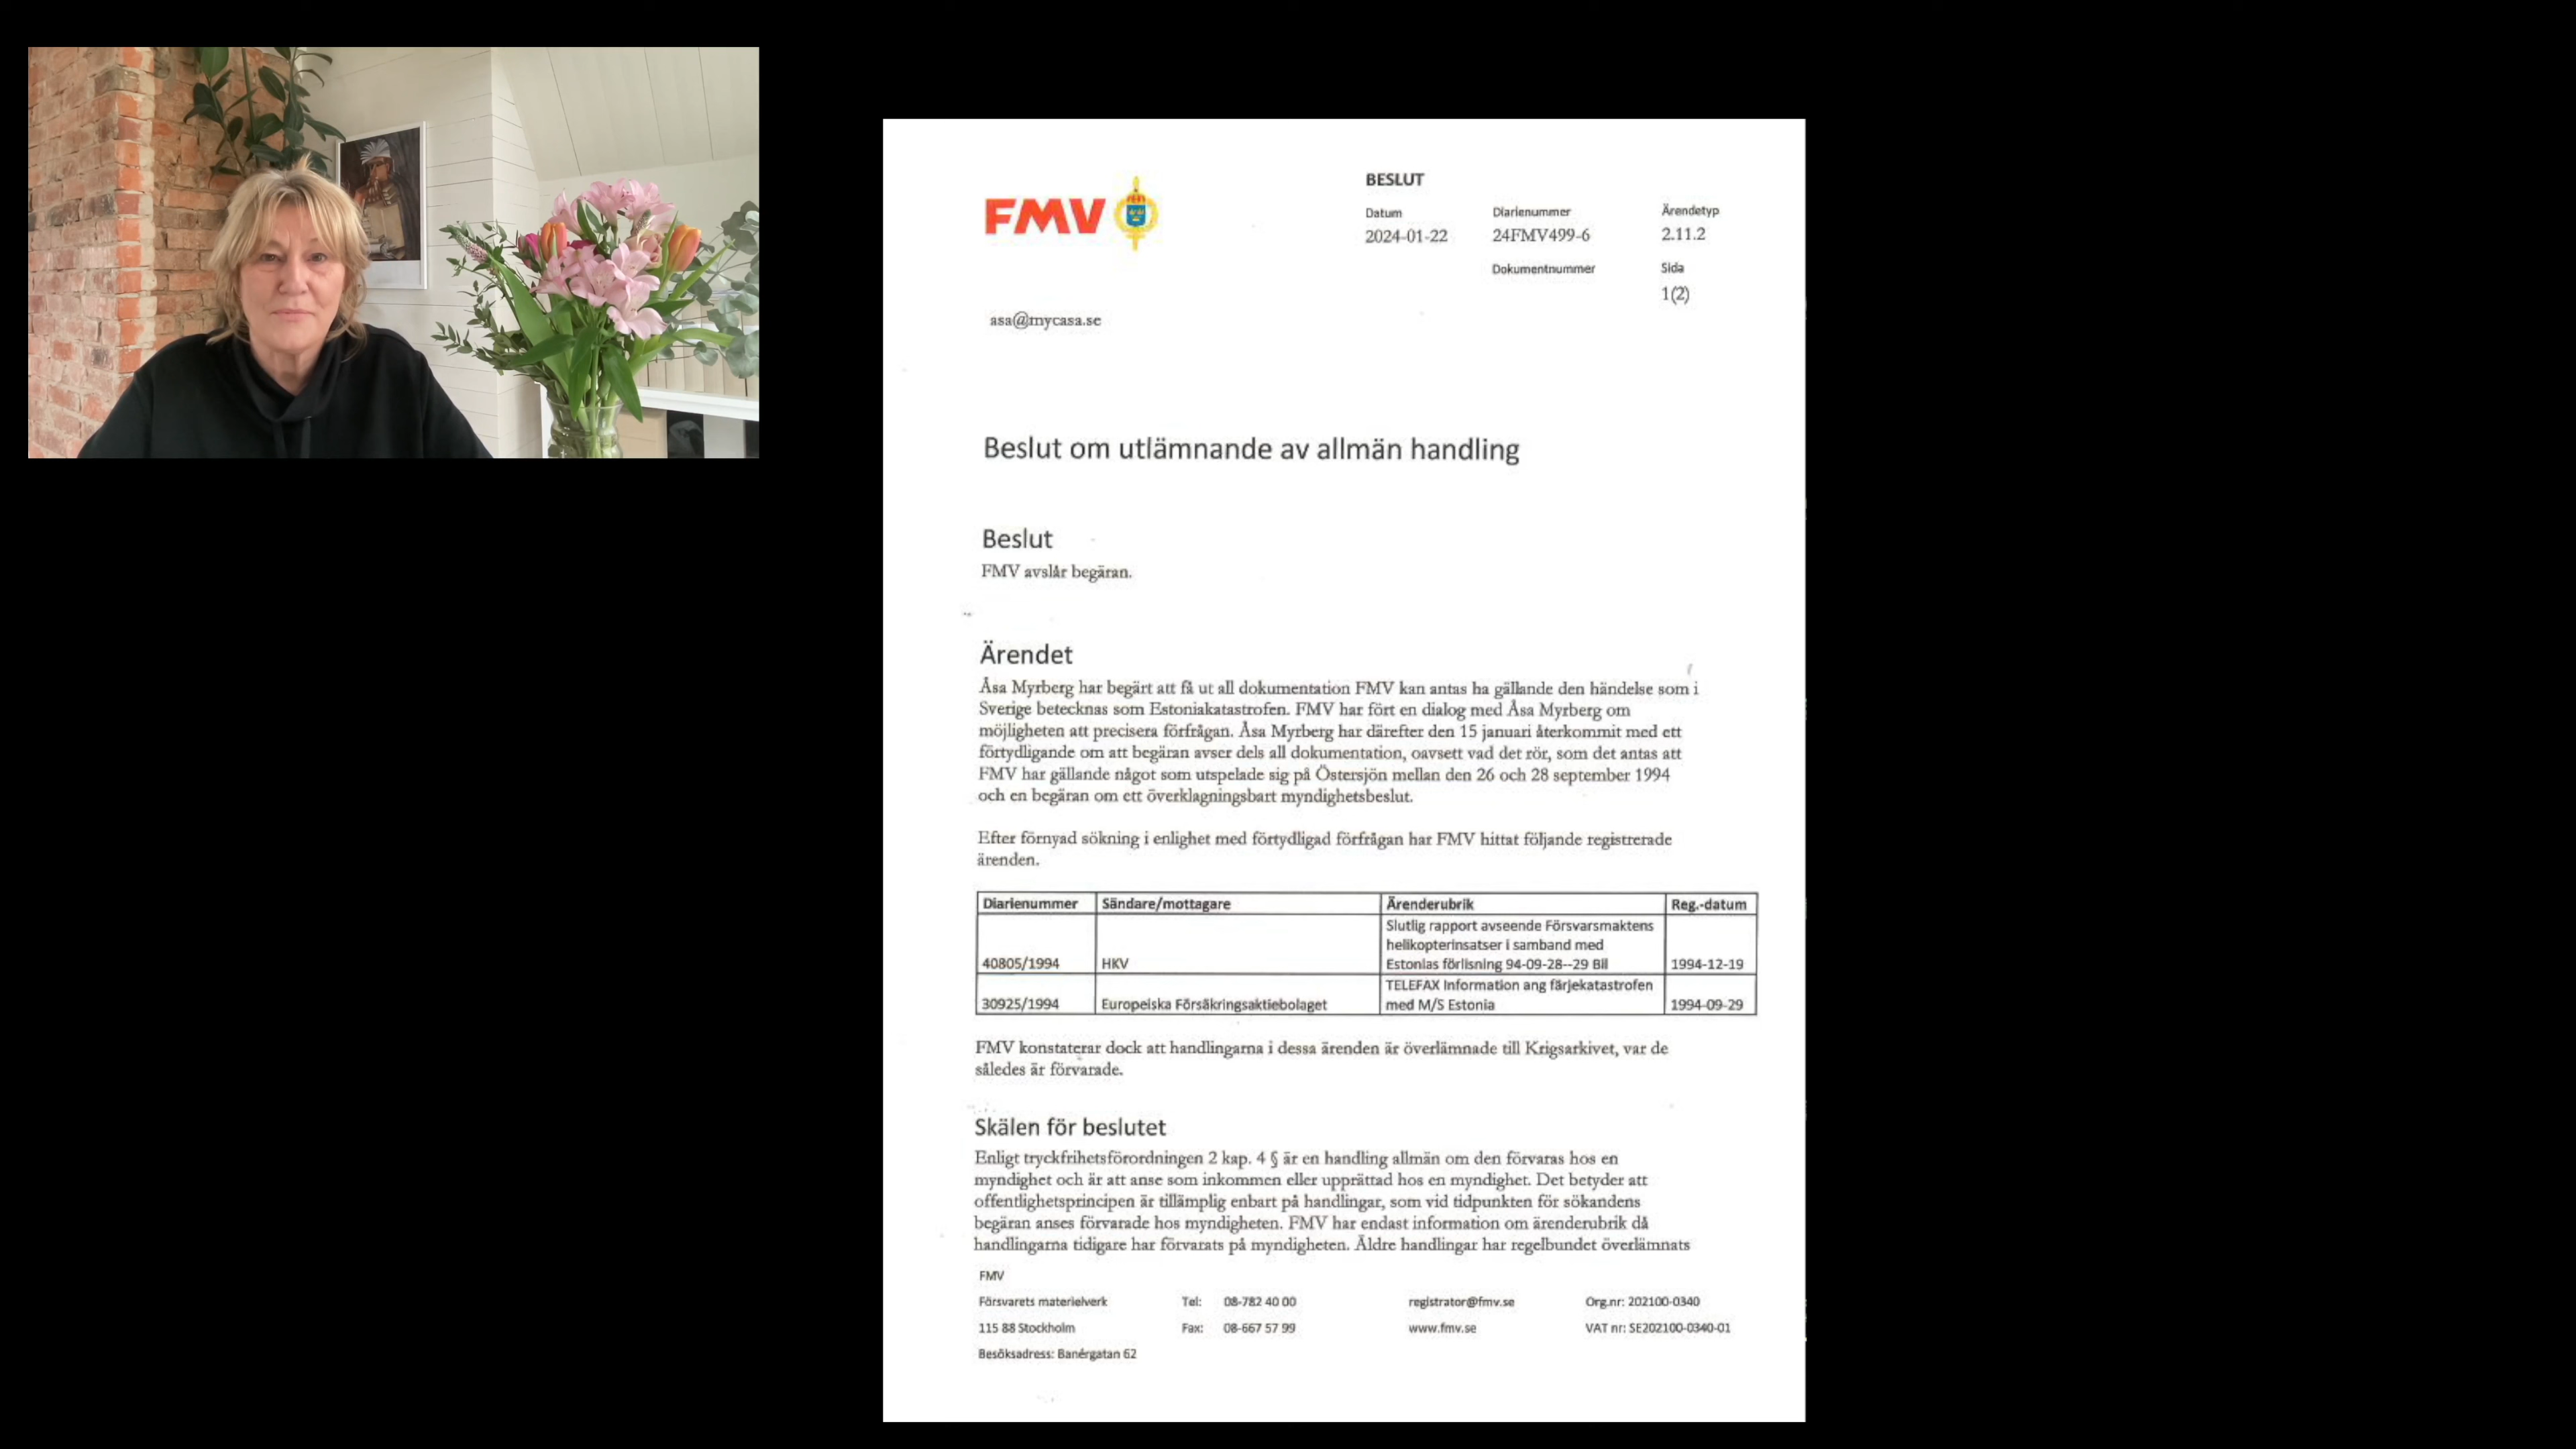 FMV
BESLUT
Datum
Diarienummer
Ärendetyp
2024-01-22
24FMV499-6
2.11.2
Dokumentnummer
Sida
1(2)
asa@mycasa.se
Beslut om utlämnande av allmän handling
Beslut
FMV avslår begäran.
Ärendet
Åsa Myrberg har begärt att få ut all dokumentation FMV kan antas ha gällande den händelse som i
Sverige betecknas som Estoniakatastrofen. FMV har fört en dialog med Åsa Myrberg om
möjligheten att precisera förfrågan. Åsa Myrberg har därefter den 15 januari återkommit med ett
förtydligande om att begäran avser dels all dokumentation, oavsett vad det rör, som det antas att
FMV har gällande något som utspelade sig på Östersjön mellan den 26 och 28 september 1994
och en begäran om ett överklagningsbart myndighetsbeslut.
Efter förnyad sökning i enlighet med förtydligad förfrågan har FMV hittat följande registrerade
ärenden.
Diarienummer Sändare/mottagare Ärenderubrik Reg.-datum
Slutlig rapport avseende Försvarsmaktens
helikopterinsatser i samband med
40805/1994 HKV Estonias förlisning 94-09-28--29 Bil 1994-12-19
TELEFAX Information ang färjekatastrofen
30925/1994 Europeiska Försäkringsaktiebolaget med M/S Estonia 1994-09-29
FMV konstaterar dock att handlingarna i dessa ärenden är överlämnade till Krigsarkivet, var de
således är förvarade.
Skälen för beslutet
Enligt tryckfrihetsförordningen 2 kap. 4 § är en handling allmän om den förvaras hos en
myndighet och är att anse som inkommen eller upprättad hos en myndighet. Det betyder att
offentlighetsprincipen är tillämplig enbart på handlingar, som vid tidpunkten för sökandens
begäran anses förvarade hos myndigheten. FMV har endast information om ärenderubrik då
handlingarna tidigare har förvarats på myndigheten. Äldre handlingar har regelbundet överlämnats
FMV
Försvarets materielverk Tel: 08-782 40 00 registrator@fmv.se Org.nr: 202100-0340
115 88 Stockholm Fax: 08-667 57 99 www.fmv.se VAT nr: SE202100-0340-01
Besöksadress: Banérgatan 62